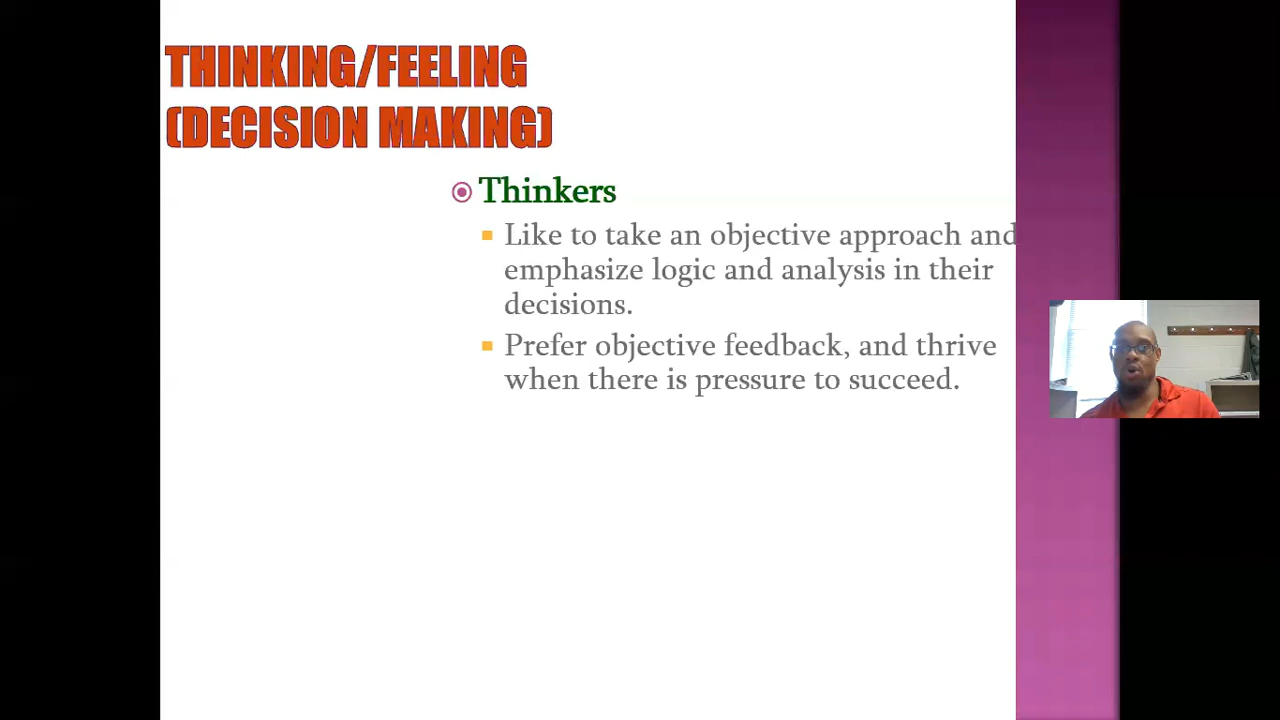 THINKING/FEELING
(DECISION MAKING)
Thinkers
Like to take an objective approach and
emphasize logic and analysis in their
decisions.
Prefer objective feedback, and thrive
when there is pressure to succeed.